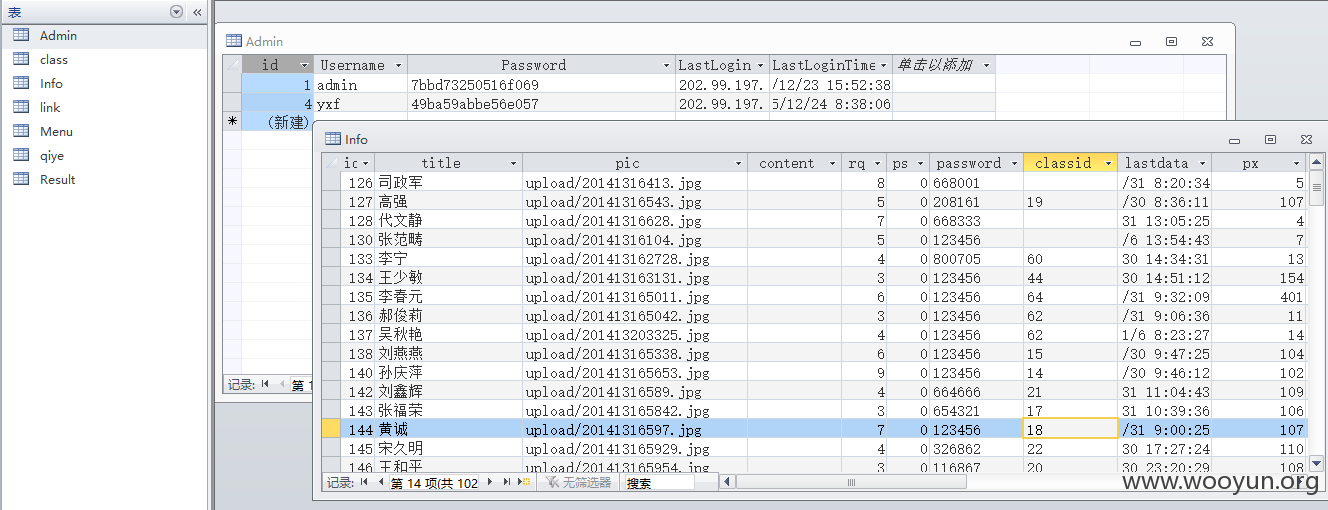 表
Admin
class
Info
link
Menu
qiye
Result
Admin
id Username Password LastLogin LastLoginTime 单击以添加
1 admin 7bbd73250516f069 202.99.197. /12/23 15:52:38
4 yxf 49ba59abbe56e057 202.99.197. 5/12/24 8:38:06
* (新建)
记录: 第 1
Info
id title pic content rq ps password classid lastdata px
126 司政军 upload/20141316413.jpg 8 0 668001 /31 8:20:34 5
127 高强 upload/20141316543.jpg 5 0 208161 19 /30 8:36:11 107
128 代文静 upload/20141316628.jpg 7 0 668333 31 13:05:25 4
130 张范畴 upload/20141316104.jpg 5 0 123456 /6 13:54:43 7
133 李宁 upload/201413162728.jpg 4 0 800705 60 30 14:34:31 13
134 王少敏 upload/201413163131.jpg 3 0 123456 44 30 14:51:12 154
135 李春元 upload/201413165011.jpg 6 0 123456 64 /31 9:32:09 401
136 郝俊莉 upload/201413165042.jpg 3 0 123456 62 /31 9:06:36 11
137 吴秋艳 upload/201413203325.jpg 4 0 123456 62 1/6 8:23:27 14
138 刘燕燕 upload/201413165338.jpg 6 0 123456 15 /30 9:47:25 104
140 孙庆萍 upload/201413165653.jpg 9 0 123456 14 /30 9:46:12 102
142 刘鑫辉 upload/20141316589.jpg 4 0 664666 21 31 11:04:43 109
143 张福荣 upload/201413165842.jpg 3 0 654321 17 31 10:39:36 106
144 黄诚 upload/20141316597.jpg 7 0 123456 18 /31 9:00:25 107
145 宋久明 upload/201413165929.jpg 4 0 326862 22 30 17:27:24 110
146 王和平 upload/201413165954.jpg 3 0 116867 20 30 23:20:29 108
记录: 第 14 项(共 102 无筛选器 搜索
www.wooyun.org